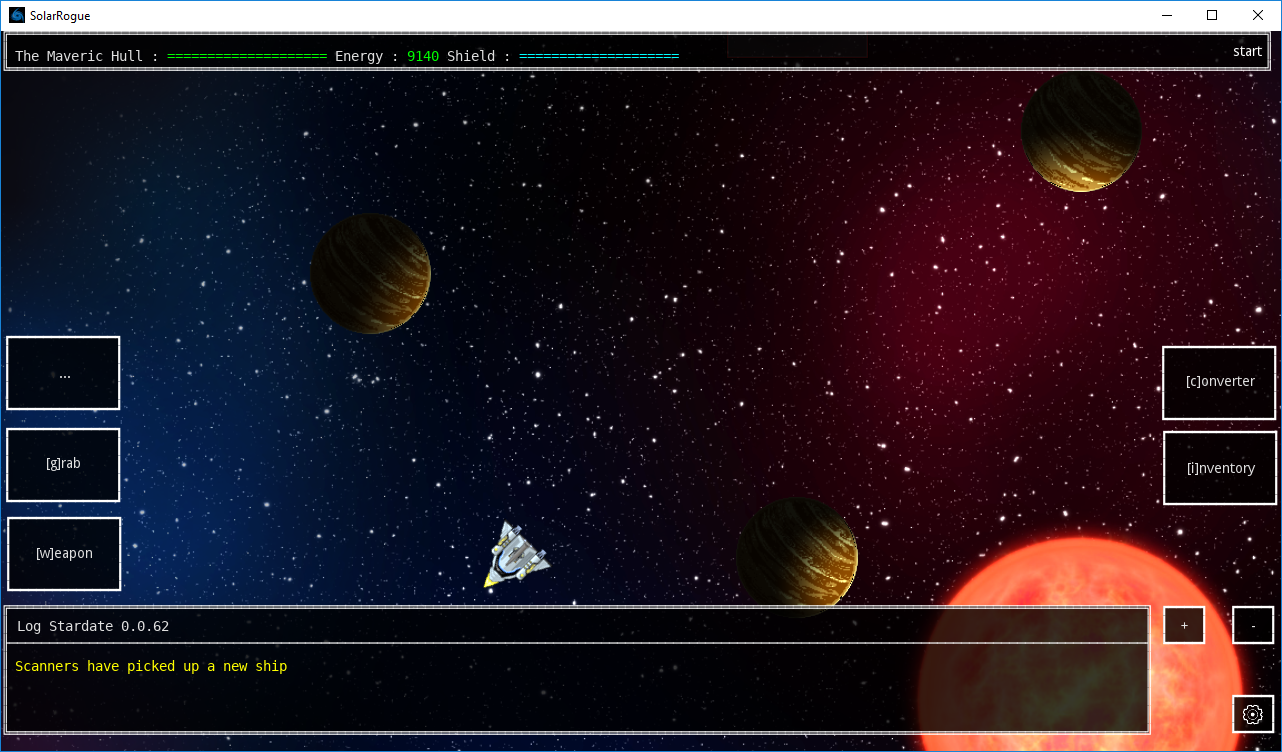 SolarRogue
The Maveric Hull : ==================== Energy : 9140 Shield : ====================
start
...
[g]rab
[w]eapon
[c]onverter
[i]nventory
Log Stardate 0.0.62
+
-
Scanners have picked up a new ship